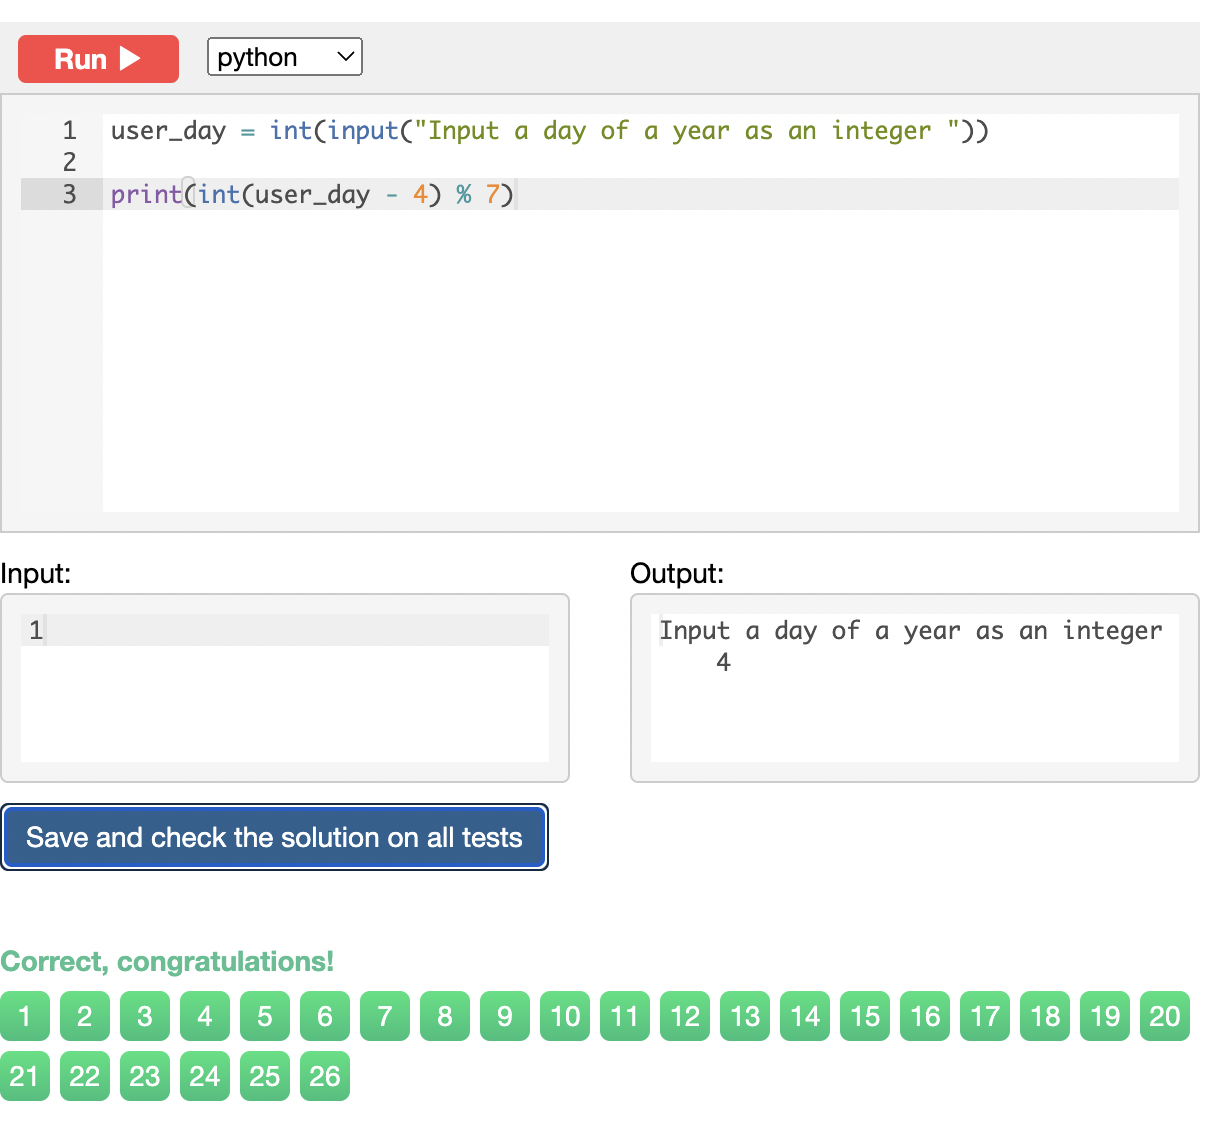 Run
python
1 user_day = int(input("Input a day of a year as an integer "))
2
3 print(int(user_day - 4) % 7)
Input: Output:
1 Input a day of a year as an integer
4
Save and check the solution on all tests
Correct, congratulations!
1 2 3 4 5 6 7 8 9 10 11 12 13 14 15 16 17 18 19 20
21 22 23 24 25 26